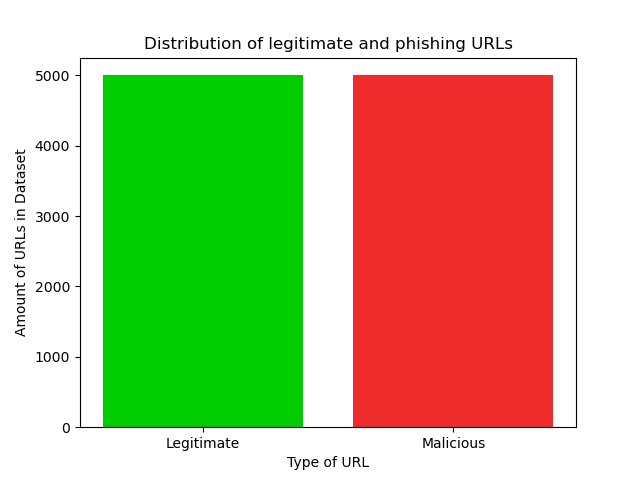 Distribution of legitimate and phishing URLs
Amount of URLs in Dataset
5000
4000
3000
2000
1000
0
Legitimate
Malicious
Type of URL